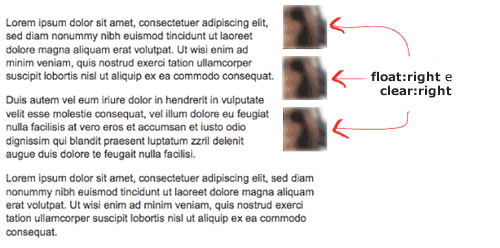 Lorem ipsum dolor sit amet, consectetuer adipiscing elit,
sed diam nonummy nibh euismod tincidunt ut laoreet
dolore magna aliquam erat volutpat. Ut wisi enim ad
minim veniam, quis nostrud exerci tation ullamcorper
suscipit lobortis nisl ut aliquip ex ea commodo consequat.
Duis autem vel eum iriure dolor in hendrerit in vulputate
velit esse molestie consequat, vel illum dolore eu feugiat
nulla facilisis at vero eros et accumsan et iusto odio
dignissim qui blandit praesent luptatum zzril delenit
augue duis dolore te feugait nulla facilisi.
Lorem ipsum dolor sit amet, consectetuer adipiscing elit, sed diam
nonummy nibh euismod tincidunt ut laoreet dolore magna aliquam
erat volutpat. Ut wisi enim ad minim veniam, quis nostrud exerci
tation ullamcorper suscipit lobortis nisl ut aliquip ex ea commodo
consequat.
float:right e
clear:right